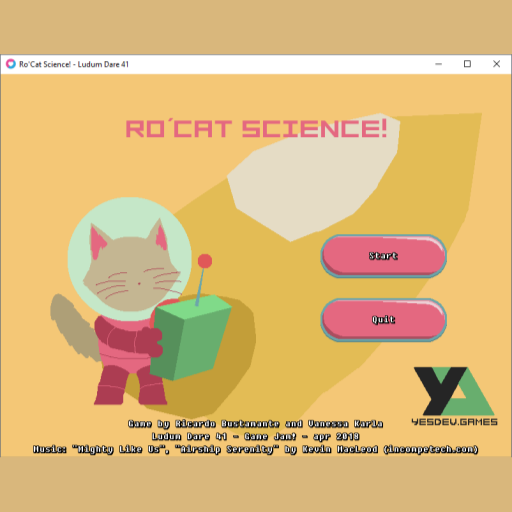 Ro'Cat Science! - Ludum Dare 41
RO'CAT SCIENCE!
Start
Quit
YESDEV.GAMES
Game by Ricardo Bustamante and Vanessa Karla
Ludum Dare 41 - Game Jam! - apr 2018
Music: "Mighty Like Us", "Airship Serenity" by Kevin MacLeod (incompetech.com)